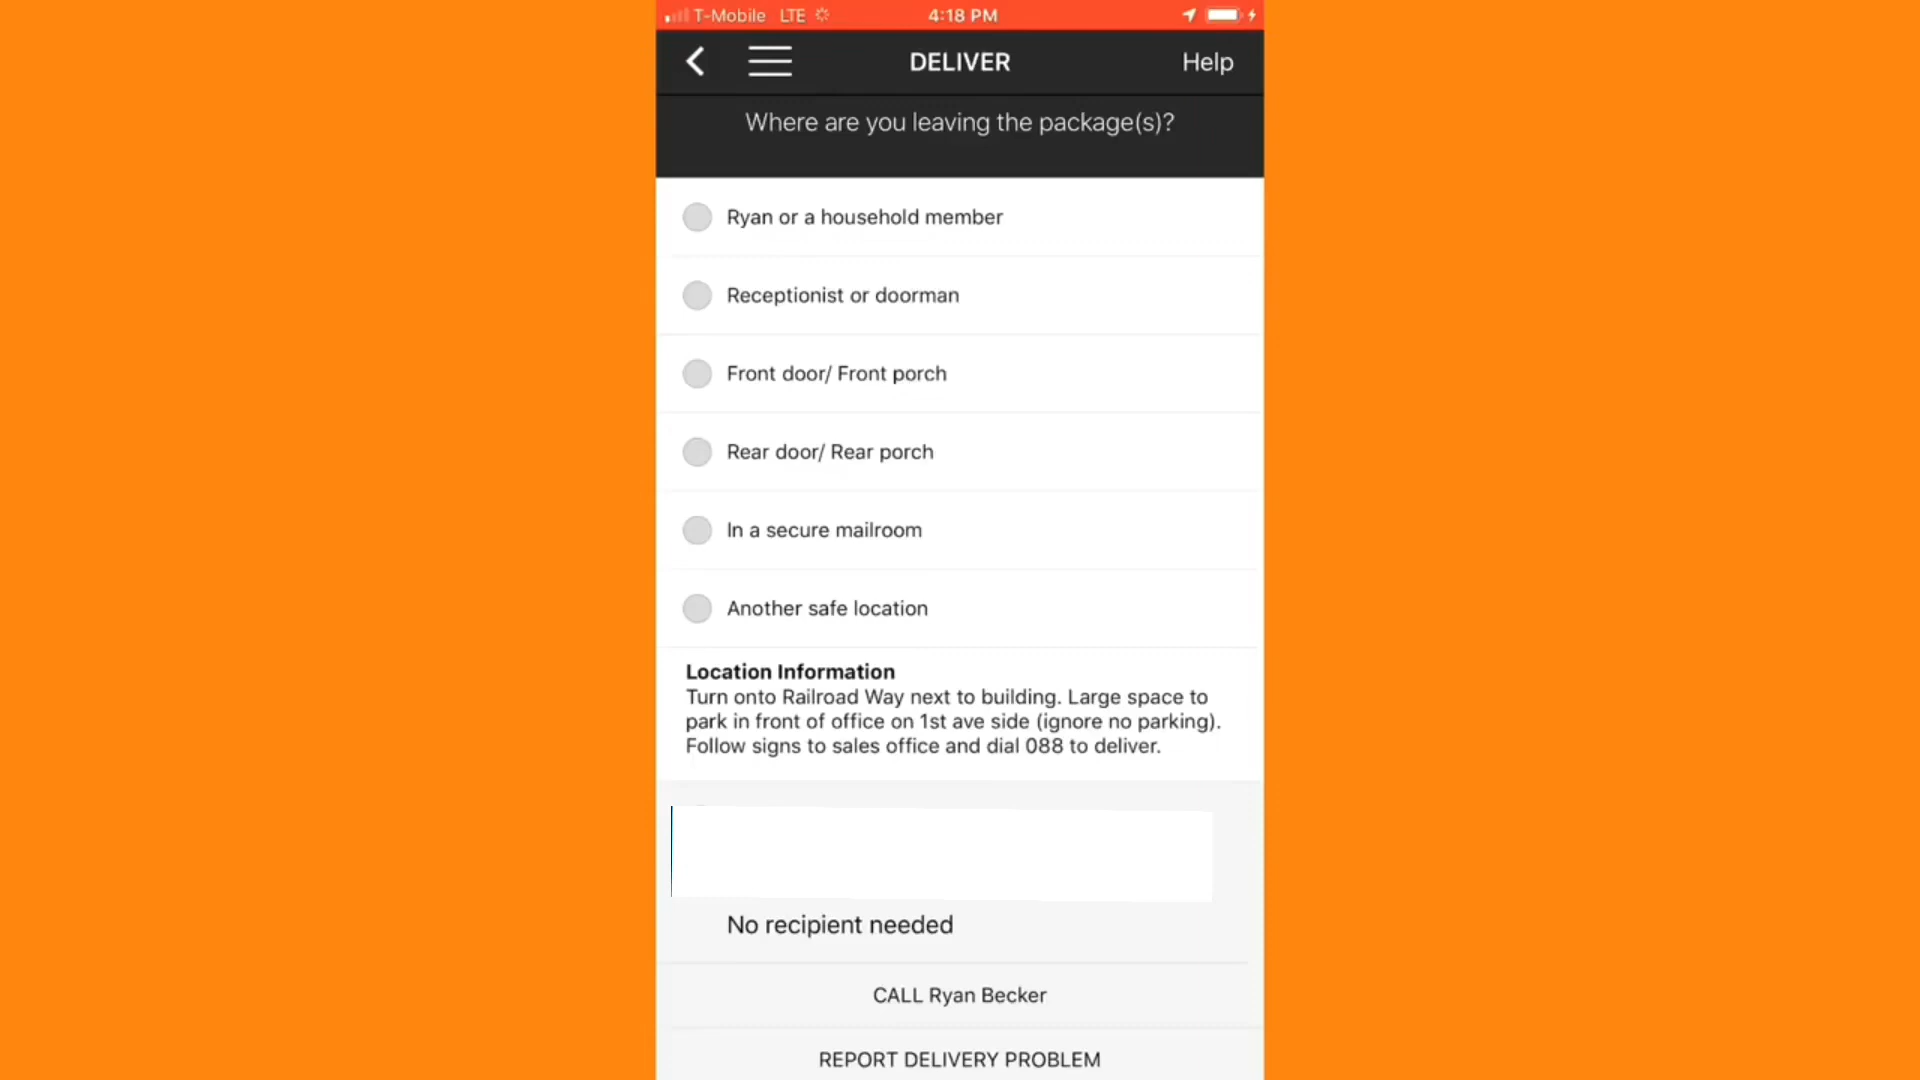 T-Mobile LTE 4:18 PM
DELIVER Help
Where are you leaving the package(s)?
Ryan or a household member
Receptionist or doorman
Front door/ Front porch
Rear door/ Rear porch
In a secure mailroom
Another safe location
Location Information
Turn onto Railroad Way next to building. Large space to
park in front of office on 1st ave side (ignore no parking).
Follow signs to sales office and dial 088 to deliver.
No recipient needed
CALL Ryan Becker
REPORT DELIVERY PROBLEM